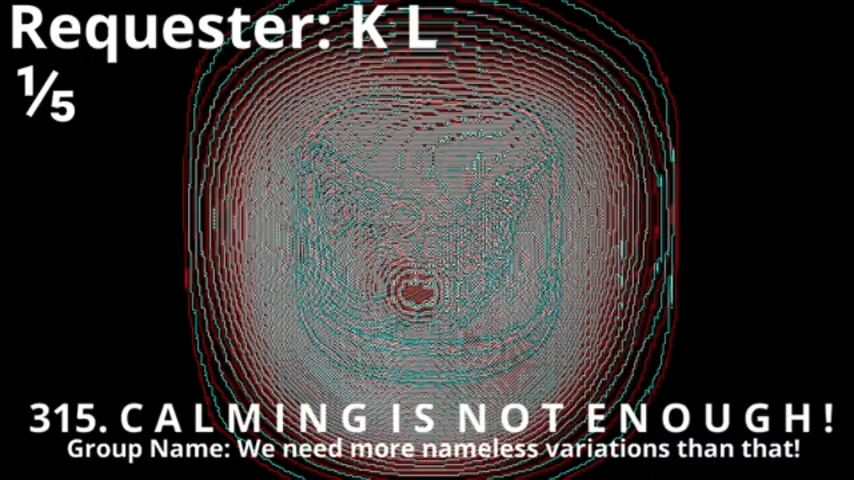 Requester: K L
⅕
315. C A L M I N G I S N O T E N O U G H !
Group Name: We need more nameless variations than that!